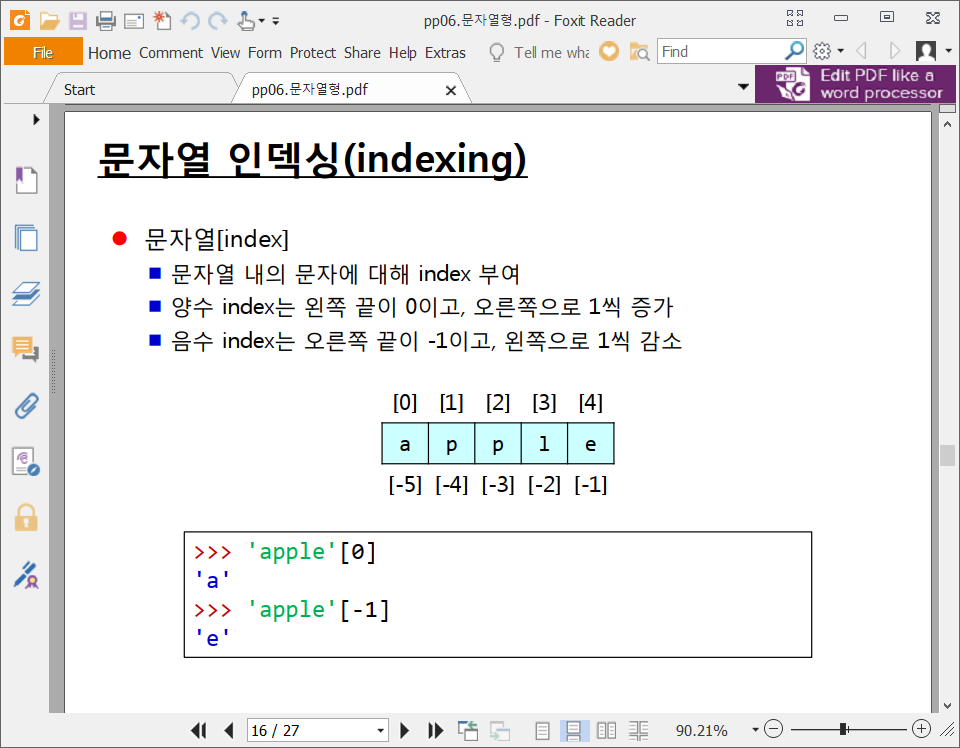 pp06.문자열형.pdf - Foxit Reader
File Home Comment View Form Protect Share Help Extras Tell me wha Find
Start pp06.문자열형.pdf
PDF Edit PDF like a
word processor
문자열 인덱싱(indexing)
문자열[index]
문자열 내의 문자에 대해 index 부여
양수 index는 왼쪽 끝이 0이고, 오른쪽으로 1씩 증가
음수 index는 오른쪽 끝이 -1이고, 왼쪽으로 1씩 감소
[0] [1] [2] [3] [4]
a p p l e
[-5] [-4] [-3] [-2] [-1]
>>> 'apple'[0]
'a'
>>> 'apple'[-1]
'e'
16 / 27 90.21%